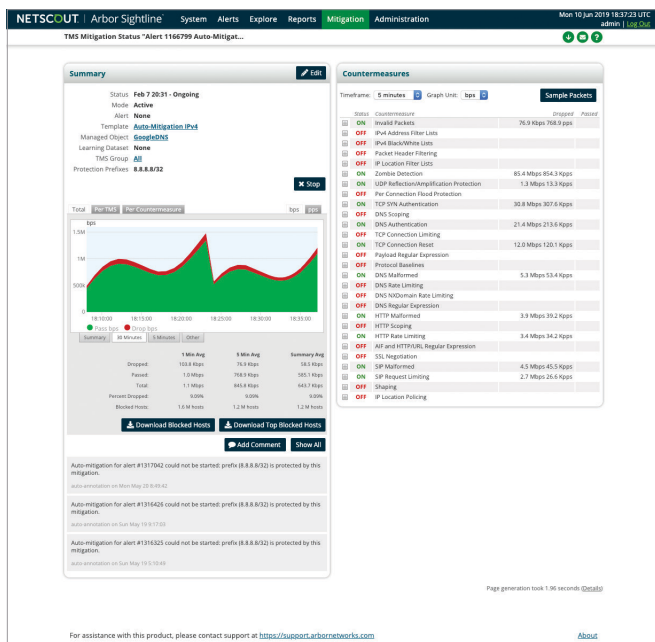 NETSCOUT. | Arbor Sightline® System Alerts Explore Reports Mitigation Administration
Mon 10 Jun 2019 18:37:23 UTC
admin | Log Out
TMS Mitigation Status "Alert 1166799 Auto-Mitigat...
Summary
Edit
Status Feb 7 20:31 - Ongoing
Mode Active
Alert None
Template Auto-Mitigation IPv4
Managed Object GoogleDNS
Learning Dataset None
TMS Group All
Protection Prefixes 8.8.8.8/32
Stop
Total Per TMS Per Countermeasure bps pps
bps
1.5M
1M
500k
0
18:10:00 18:15:00 18:20:00 18:25:00 18:30:00 18:35:00
Pass bps Drop bps
Summary 30 Minutes 5 Minutes Other
1 Min Avg 5 Min Avg Summary Avg
Dropped: 103.8 Kbps 76.9 Kbps 58.5 Kbps
Passed: 1.0 Mbps 768.9 Kbps 585.1 Kbps
Total: 1.1 Mbps 845.8 Kbps 643.7 Kbps
Percent Dropped: 9.09% 9.09% 9.09%
Blocked Hosts: 1.6 M hosts 1.2 M hosts 1.2 M hosts
Download Blocked Hosts Download Top Blocked Hosts
Add Comment Show All
Auto-mitigation for alert #1317042 could not be started: prefix (8.8.8.8/32) is protected by this
mitigation.
auto-annotation on Mon May 20 8:49:42
Auto-mitigation for alert #1316426 could not be started: prefix (8.8.8.8/32) is protected by this
mitigation.
auto-annotation on Sun May 19 9:17:03
Auto-mitigation for alert #1316325 could not be started: prefix (8.8.8.8/32) is protected by this
mitigation.
auto-annotation on Sun May 19 5:19:49
Countermeasures
Timeframe: 5 minutes Graph Unit: bps Sample Packets
Status Countermeasure Dropped Passed
ON Invalid Packets 76.9 Kbps 768.9 pps
OFF IPv4 Address Filter Lists
OFF IPv4 Black/White Lists
OFF Packet Header Filtering
OFF IP Location Filter Lists
ON Zombie Detection 85.4 Mbps 854.3 Kpps
ON UDP Reflection/Amplification Protection 1.3 Mbps 13.3 Kpps
OFF Per Connection Flood Protection
ON TCP SYN Authentication 30.8 Mbps 307.6 Kpps
OFF DNS Scoping
ON DNS Authentication 21.4 Mbps 213.6 Kpps
OFF TCP Connection Limiting
ON TCP Connection Reset 12.0 Mbps 120.1 Kpps
OFF Payload Regular Expression
OFF Protocol Baselines
ON DNS Malformed 5.3 Mbps 53.4 Kpps
OFF DNS Rate Limiting
OFF DNS NXDomain Rate Limiting
OFF DNS Regular Expression
ON HTTP Malformed 3.9 Mbps 39.2 Kpps
OFF HTTP Scoping
ON HTTP Rate Limiting 3.4 Mbps 34.2 Kpps
OFF AIF and HTTP/URL Regular Expression
OFF SSL Negotiation
ON SIP Malformed 4.5 Mbps 45.5 Kpps
ON SIP Request Limiting 2.7 Mbps 26.6 Kpps
OFF Shaping
OFF IP Location Policing
Page generation took 1.96 seconds (Details)
For assistance with this product, please contact support at https://support.arbornetworks.com
About